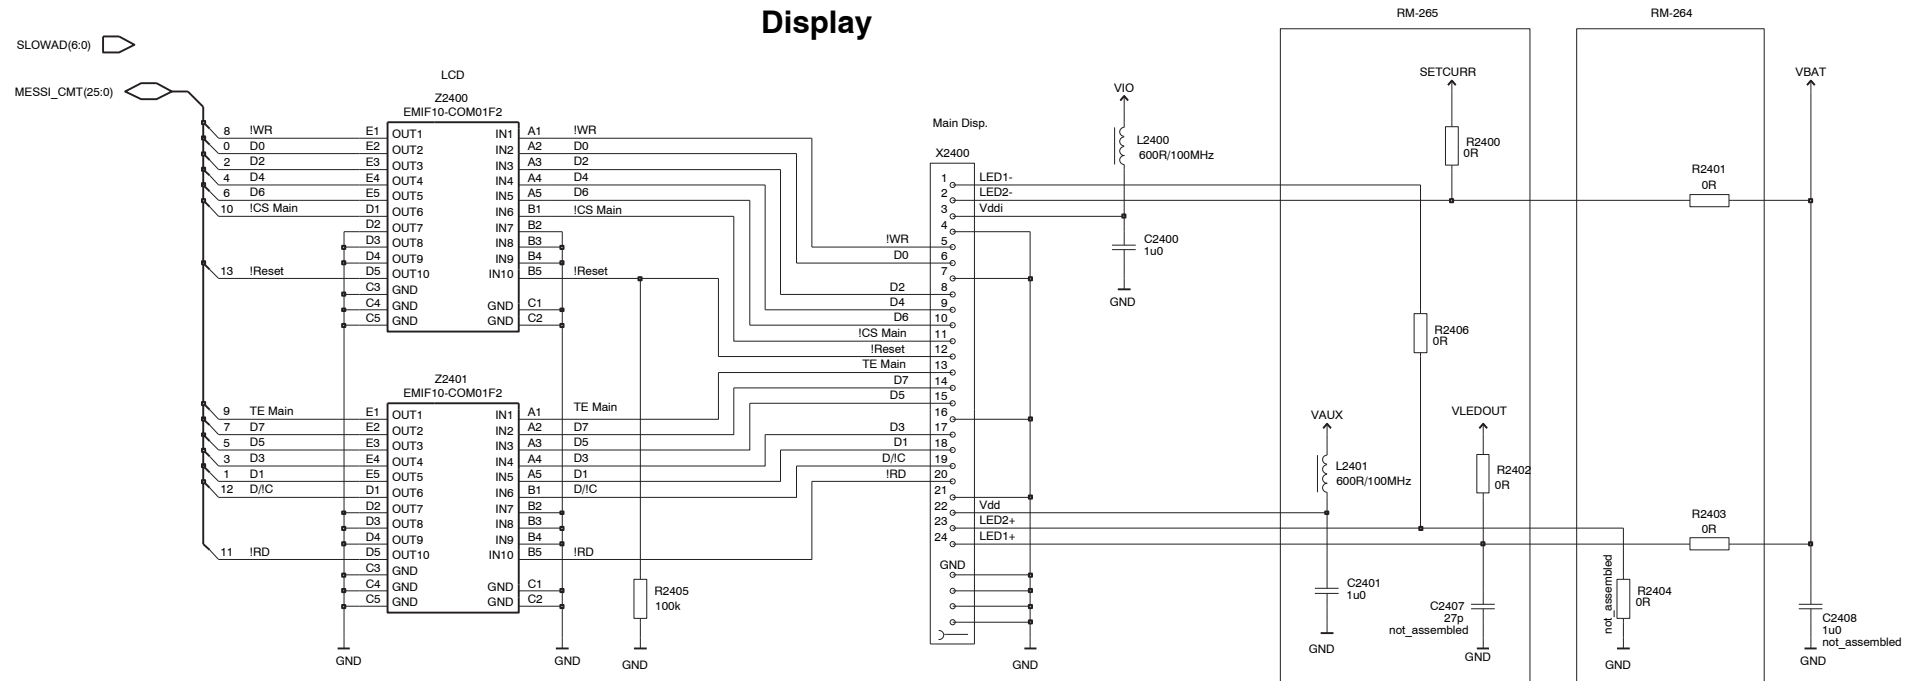 Display
RM-265
RM-264
SLOWAD(6:0)
MESSI_CMT(25:0)
LCD
Z2400
EMIF10-COM01F2
8 !WR E1 OUT1 IN1 A1 !WR
0 D0 E2 OUT2 IN2 A2 D0
2 D2 E3 OUT3 IN3 A3 D2
4 D4 E4 OUT4 IN4 A4 D4
6 D6 E5 OUT5 IN5 A5 D6
10 !CS Main D1 OUT6 IN6 B1 !CS Main
D2 OUT7 IN7 B2
D3 OUT8 IN8 B3
D4 OUT9 IN9 B4
13 !Reset D5 OUT10 IN10 B5 !Reset
C3 GND
C4 GND GND C1
C5 GND GND C2
Z2401
EMIF10-COM01F2
9 TE Main E1 OUT1 IN1 A1 TE Main
7 D7 E2 OUT2 IN2 A2 D7
5 D5 E3 OUT3 IN3 A3 D5
3 D3 E4 OUT4 IN4 A4 D3
1 D1 E5 OUT5 IN5 A5 D1
12 D/!C D1 OUT6 IN6 B1 D/!C
D2 OUT7 IN7 B2
D3 OUT8 IN8 B3
D4 OUT9 IN9 B4
11 !RD D5 OUT10 IN10 B5 !RD
C3 GND
C4 GND GND C1
C5 GND GND C2
GND
GND
R2405
100k
GND
Main Disp.
X2400
1 LED1-
2 LED2-
3 Vddi
4
!WR 5
D0 6
7
D2 8
D4 9
D6 10
!CS Main 11
!Reset 12
TE Main 13
D7 14
D5 15
16
D3 17
D1 18
D/!C 19
!RD 20
21
22 Vdd
23 LED2+
24 LED1+
GND
GND
VIO
L2400
600R/100MHz
C2400
1u0
GND
SETCURR
R2400
0R
R2406
0R
VAUX
L2401
600R/100MHz
C2401
1u0
GND
VLEDOUT
R2402
0R
C2407
27p
not_assembled
GND
VBAT
R2401
0R
R2403
0R
not_assembled
R2404
0R
GND
C2408
1u0
not_assembled
GND